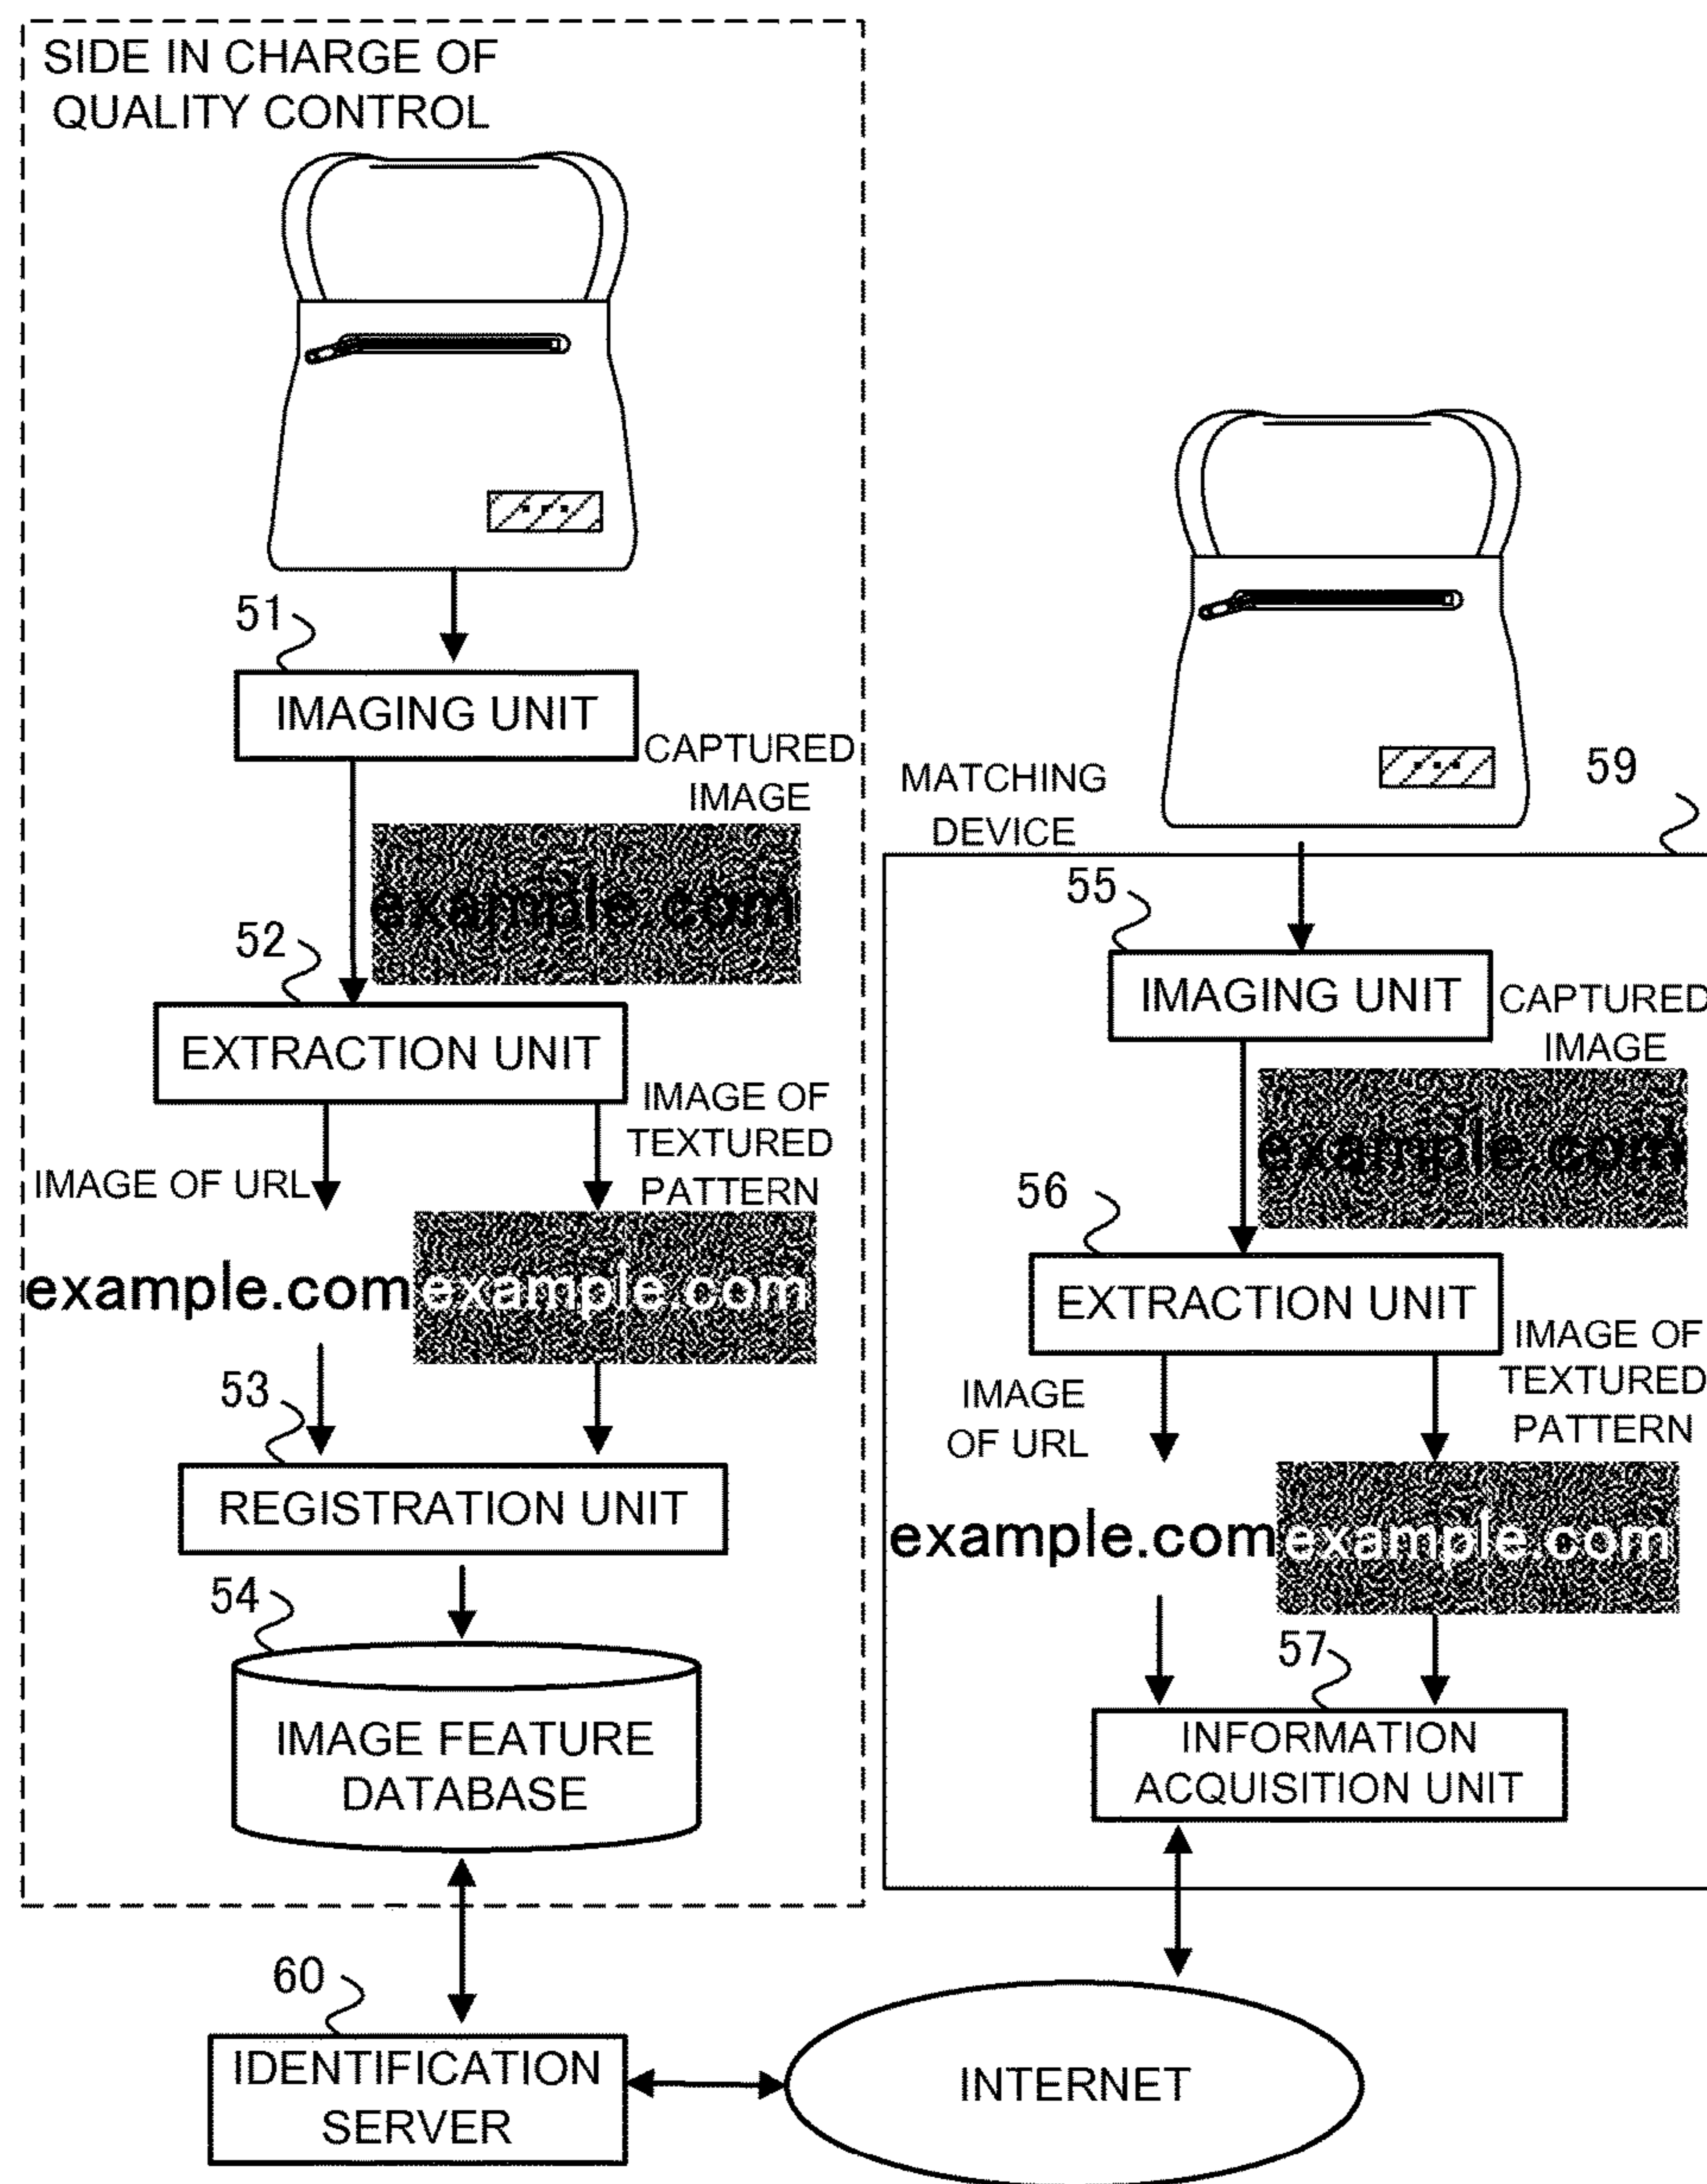 SIDE IN CHARGE OF
QUALITY CONTROL
51
IMAGING UNIT
CAPTURED
IMAGE
example.com
52
EXTRACTION UNIT
IMAGE OF URL
IMAGE OF
TEXTURED
PATTERN
example.com
example.com
53
REGISTRATION UNIT
54
IMAGE FEATURE
DATABASE
60
IDENTIFICATION
SERVER
INTERNET
MATCHING
DEVICE
59
55
IMAGING UNIT
CAPTURED
IMAGE
example.com
56
EXTRACTION UNIT
IMAGE
OF URL
IMAGE OF
TEXTURED
PATTERN
example.com
example.com
57
INFORMATION
ACQUISITION UNIT